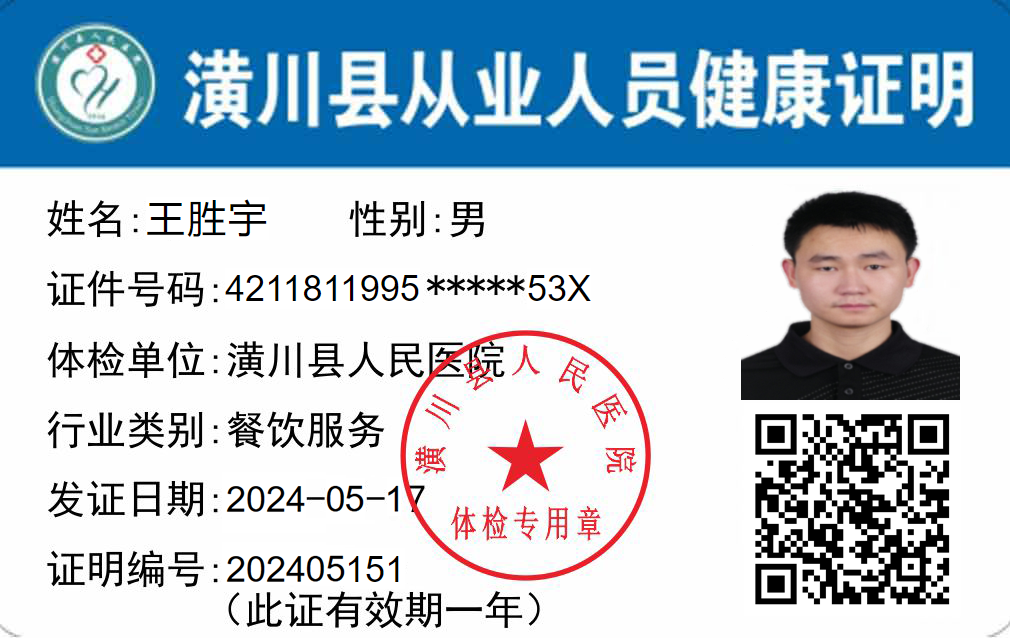 潢川县从业人员健康证明
姓名:王胜宇 性别:男
证件号码:4211811995*****53X
体检单位:潢川县人民医院
行业类别:餐饮服务
发证日期:2024-05-17
证明编号:202405151
(此证有效期一年)
潢川县人民医院
体检专用章